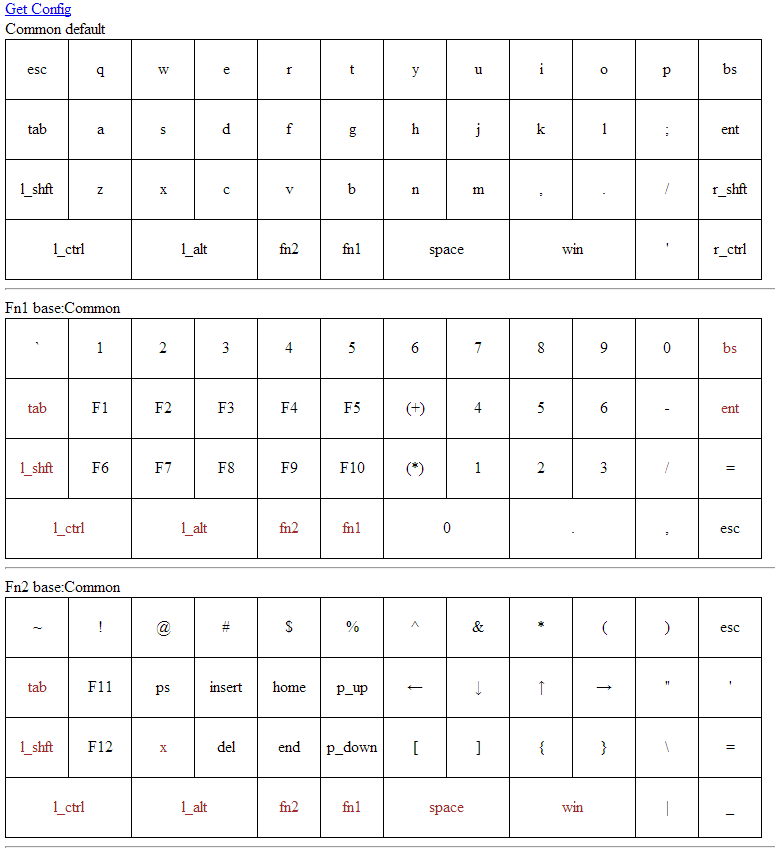 Get Config
Common default
esc q w e r t y u i o p bs
tab a s d f g h j k l ; ent
l_shft z x c v b n m , . / r_shft
l_ctrl l_alt fn2 fn1 space win ' r_ctrl
Fn1 base:Common
` 1 2 3 4 5 6 7 8 9 0 bs
tab F1 F2 F3 F4 F5 (+) 4 5 6 - ent
l_shft F6 F7 F8 F9 F10 (*) 1 2 3 / =
l_ctrl l_alt fn2 fn1 0 . , esc
Fn2 base:Common
~ ! @ # $ % ^ & * ( ) esc
tab F11 ps insert home p_up ← ↓ ↑ → " '
l_shft F12 x del end p_down [ ] { } \ =
l_ctrl l_alt fn2 fn1 space win | _